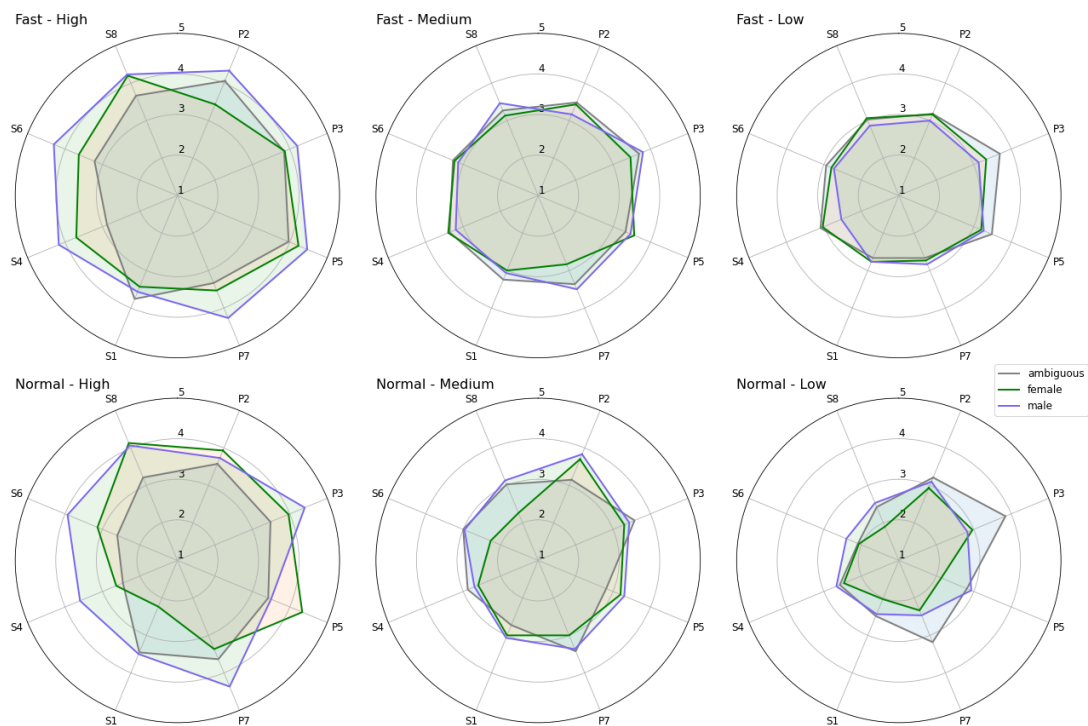 Fast - High
5
S8
P2
4
3
S6
P3
2
1
S4
P5
S1
P7
Fast - Medium
5
S8
P2
4
3
S6
P3
2
1
S4
P5
S1
P7
Fast - Low
5
S8
P2
4
3
S6
P3
2
1
S4
P5
S1
P7
ambiguous
female
male
Normal - High
5
S8
P2
4
3
S6
P3
2
1
S4
P5
S1
P7
Normal - Medium
5
S8
P2
4
3
S6
P3
2
1
S4
P5
S1
P7
Normal - Low
5
S8
P2
4
3
S6
P3
2
1
S4
P5
S1
P7